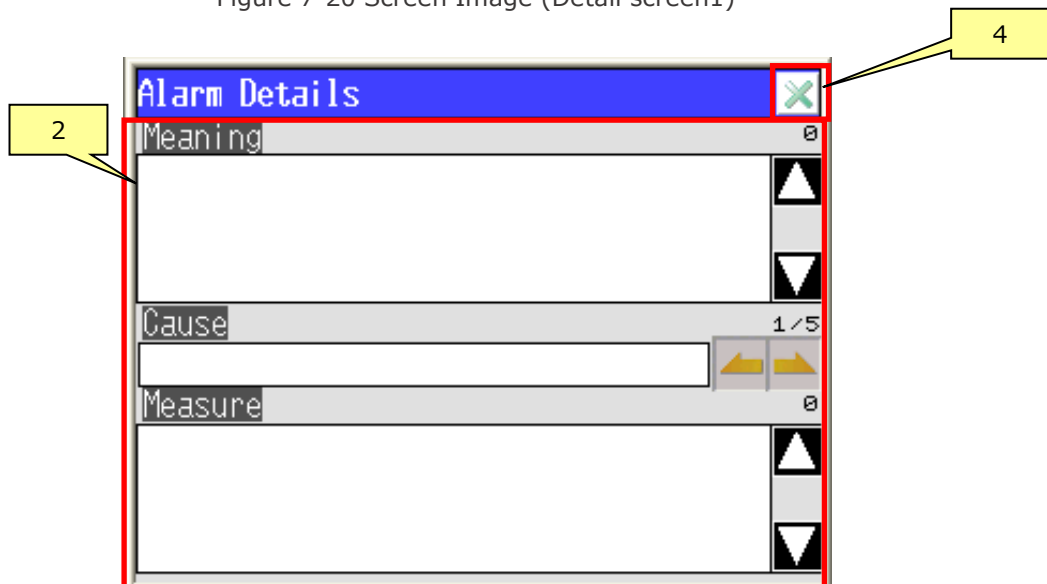 Figure 7-20 Screen Image (Detail screen1)
4
Alarm Details
2
Meaning
0
Cause
1/5
Measure
0